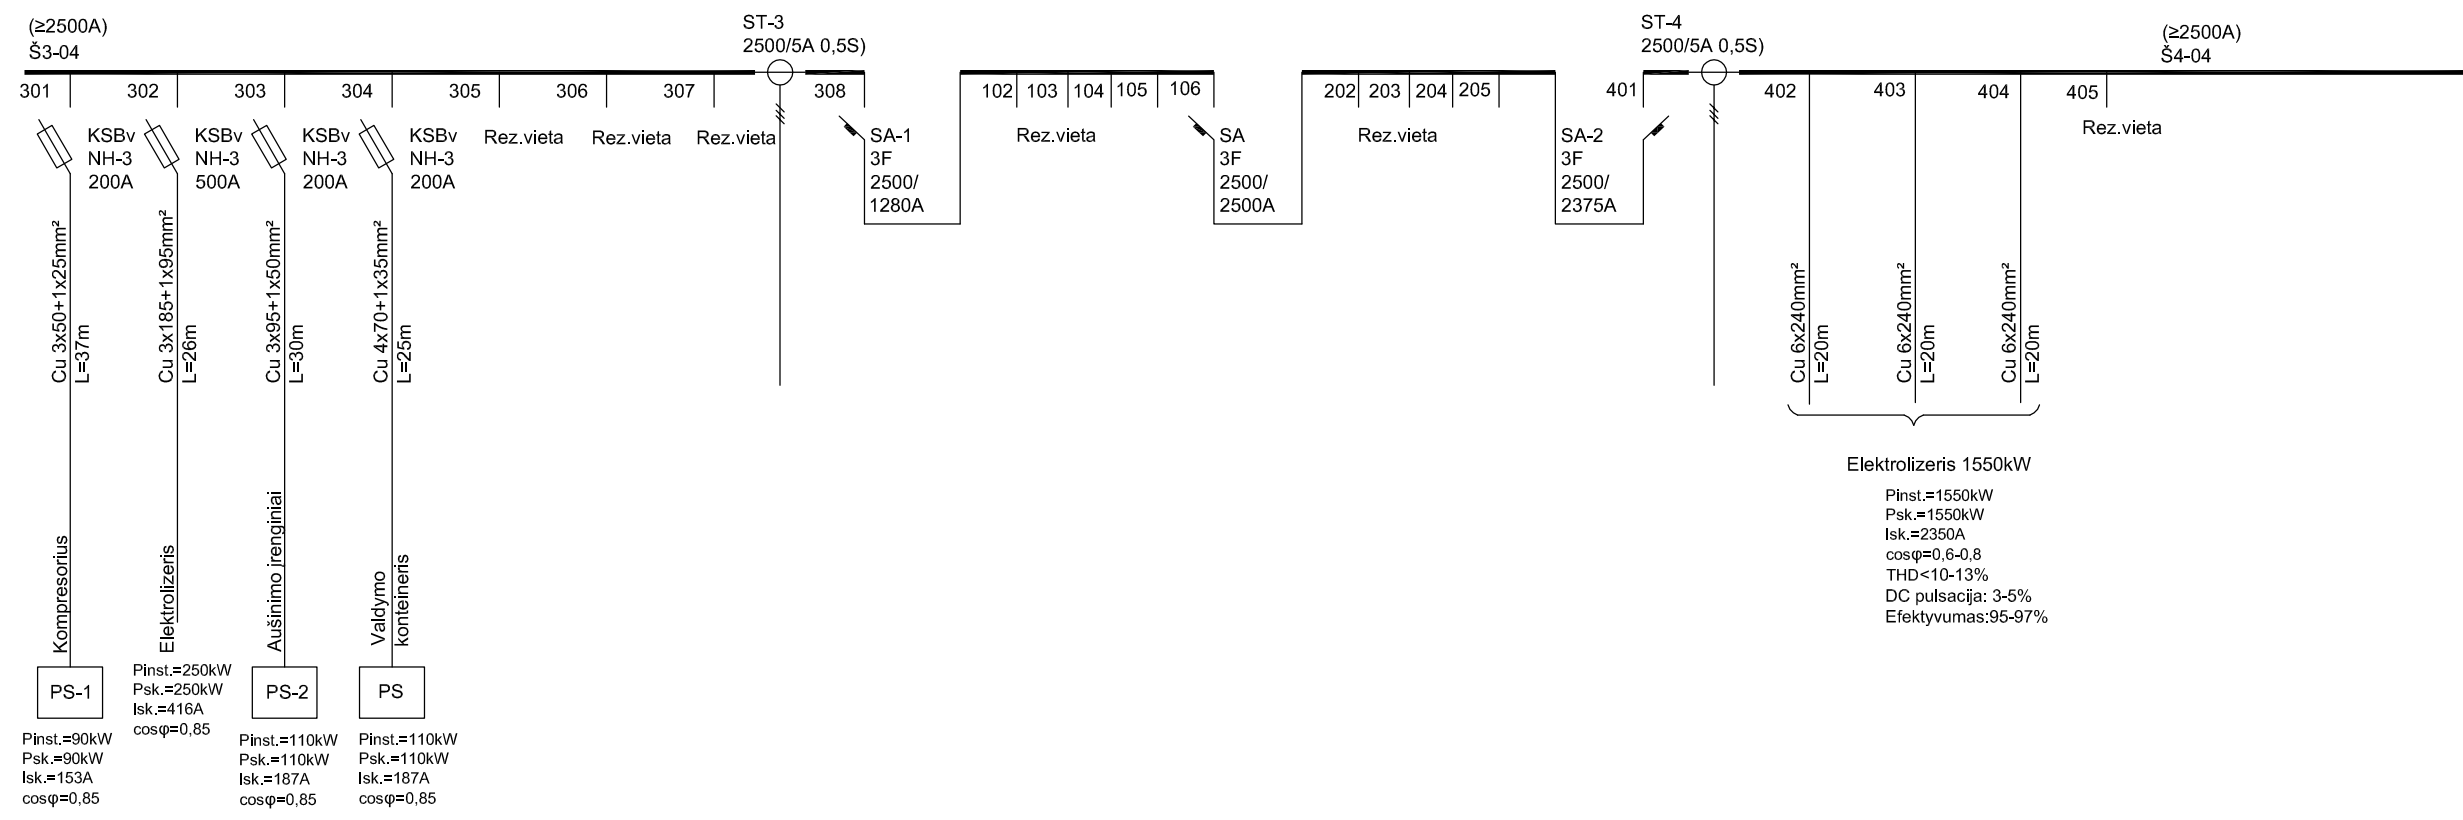 (≥2500A)
Š3-04
ST-3
2500/5A 0,5S)
ST-4
2500/5A 0,5S)
(≥2500A)
Š4-04
301
302
303
304
305
306
307
308
102
103
104
105
106
202
203
204
205
401
402
403
404
405
KSBv
NH-3
200A
KSBv
NH-3
500A
KSBv
NH-3
200A
KSBv
NH-3
200A
Rez.vieta
Rez.vieta
Rez.vieta
SA-1
3F
2500/
1280A
Rez.vieta
SA
3F
2500/
2500A
Rez.vieta
SA-2
3F
2500/
2375A
Rez.vieta
Cu 3x50+1x25mm²
L=37m
Cu 3x185+1x95mm²
L=26m
Cu 3x95+1x50mm²
L=30m
Cu 4x70+1x35mm²
L=25m
Cu 6x240mm²
L=20m
Cu 6x240mm²
L=20m
Cu 6x240mm²
L=20m
Elektrolizeris 1550kW
Pinst.=1550kW
Psk.=1550kW
Isk.=2350A
cosφ=0,6-0,8
THD<10-13%
DC pulsacija: 3-5%
Efektyvumas:95-97%
Kompresorius
Elektrolizeris
Aušinimo įrenginiai
Valdymo
konteineris
PS-1
Pinst.=90kW
Psk.=90kW
Isk.=153A
cosφ=0,85
Pinst.=250kW
Psk.=250kW
Isk.=416A
cosφ=0,85
PS-2
Pinst.=110kW
Psk.=110kW
Isk.=187A
cosφ=0,85
PS
Pinst.=110kW
Psk.=110kW
Isk.=187A
cosφ=0,85